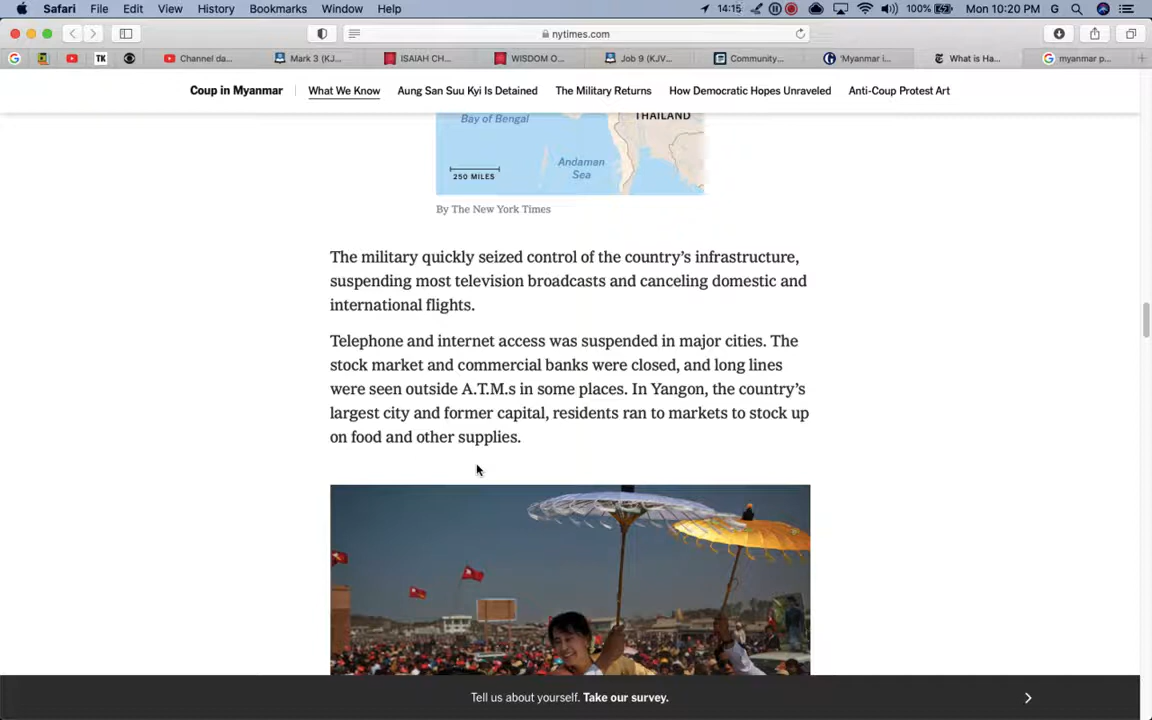 Safari File Edit View History Bookmarks Window Help 14:15 100% Mon 10:20 PM G
nytimes.com
TK Channel da... Mark 3 (KJ... ISAIAH CH... WISDOM O... Job 9 (KJV... Community... 'Myanmar i... What is Ha... myanmar p...
Coup in Myanmar What We Know Aung San Suu Kyi Is Detained The Military Returns How Democratic Hopes Unraveled Anti-Coup Protest Art
Bay of Bengal
THAILAND
Andaman
Sea
250 MILES
By The New York Times
The military quickly seized control of the country's infrastructure,
suspending most television broadcasts and canceling domestic and
international flights.
Telephone and internet access was suspended in major cities. The
stock market and commercial banks were closed, and long lines
were seen outside A.T.M.s in some places. In Yangon, the country's
largest city and former capital, residents ran to markets to stock up
on food and other supplies.
Tell us about yourself. Take our survey.